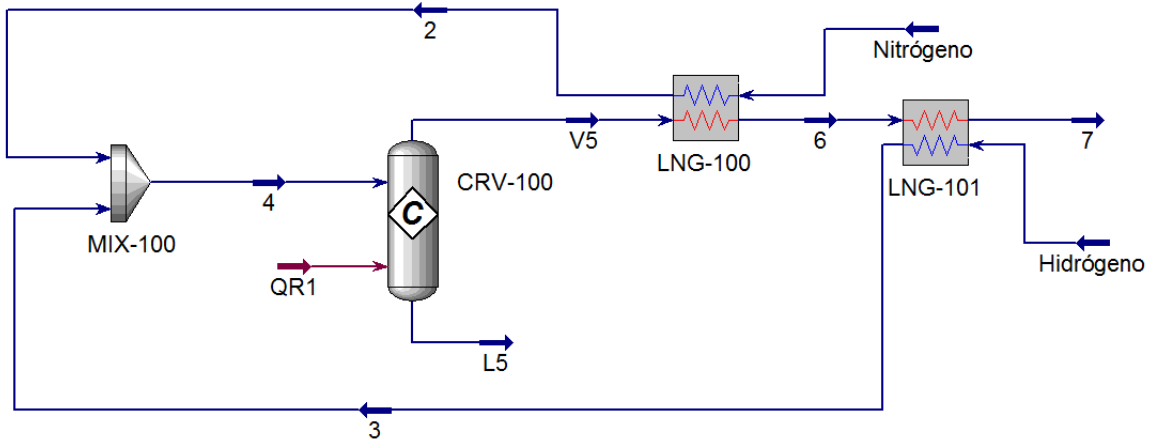 2
Nitrógeno
V5
6
7
LNG-100
LNG-101
CRV-100
C
4
MIX-100
QR1
Hidrógeno
L5
3